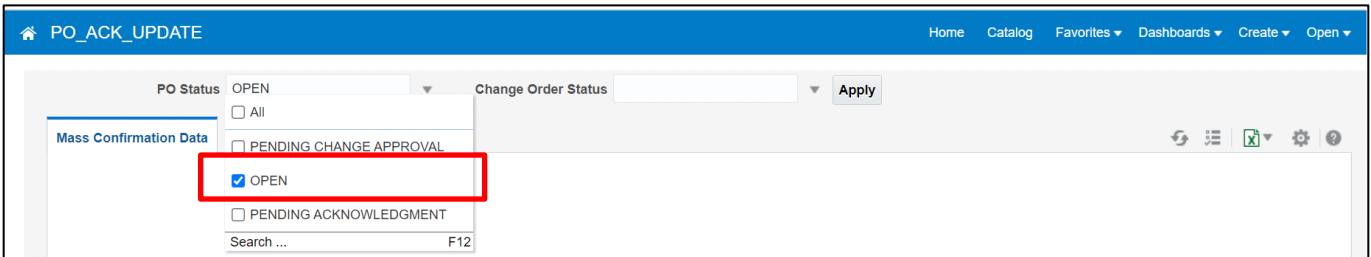 PO_ACK_UPDATE Home Catalog Favorites Dashboards Create Open
PO Status OPEN Change Order Status Apply
All
Mass Confirmation Data
PENDING CHANGE APPROVAL
OPEN
PENDING ACKNOWLEDGMENT
Search ... F12